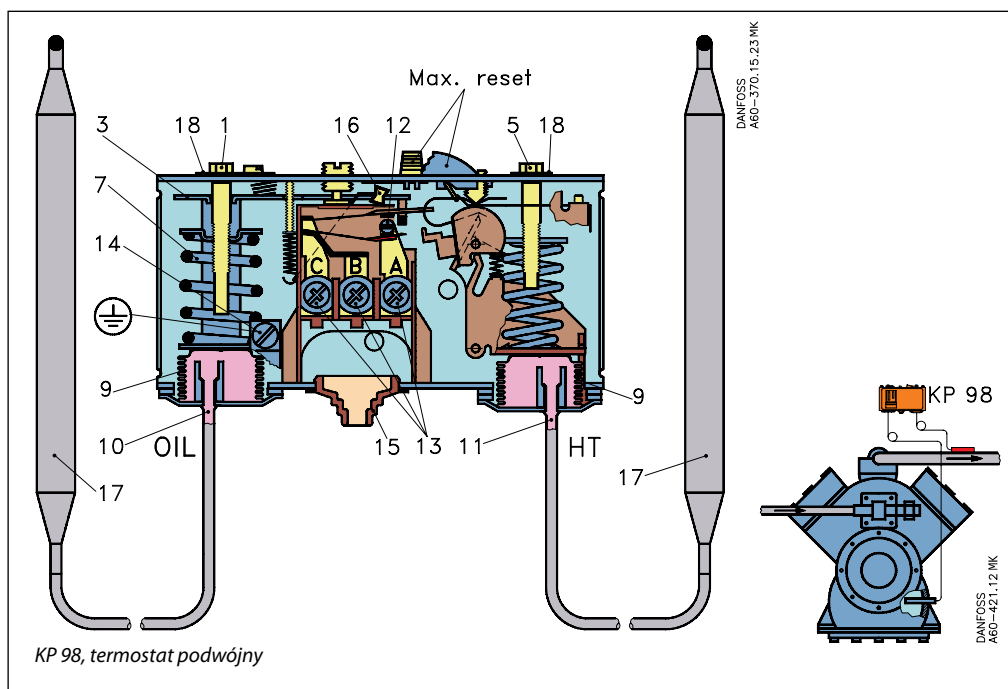 Max. reset
DANFOSS
A60-370.15.23 MK
3
18
1
16
12
5
18
7
14
C
B
A
9
9
10
OIL
15
13
11
HT
17
17
KP 98
DANFOSS
A60-421.12 MK
KP 98, termostat podwójny